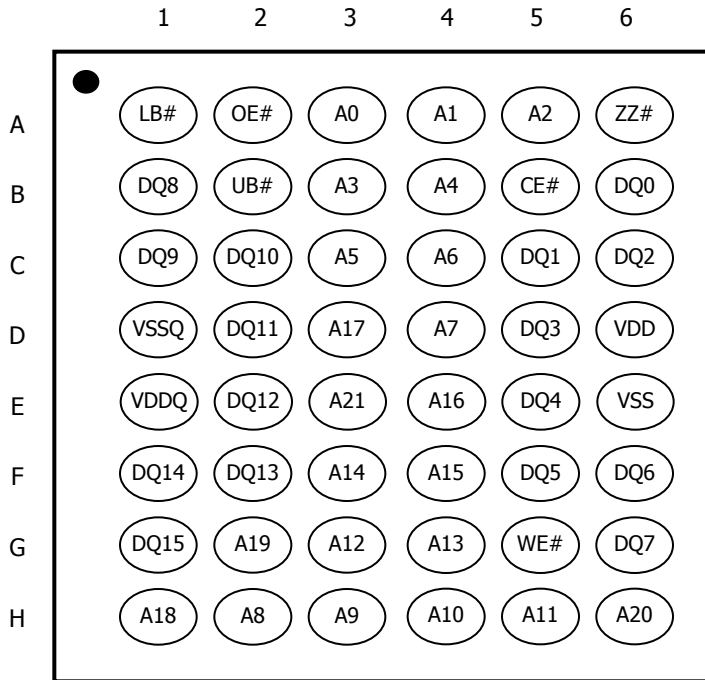 1 2 3 4 5 6
A LB# OE# A0 A1 A2 ZZ#
B DQ8 UB# A3 A4 CE# DQ0
C DQ9 DQ10 A5 A6 DQ1 DQ2
D VSSQ DQ11 A17 A7 DQ3 VDD
E VDDQ DQ12 A21 A16 DQ4 VSS
F DQ14 DQ13 A14 A15 DQ5 DQ6
G DQ15 A19 A12 A13 WE# DQ7
H A18 A8 A9 A10 A11 A20